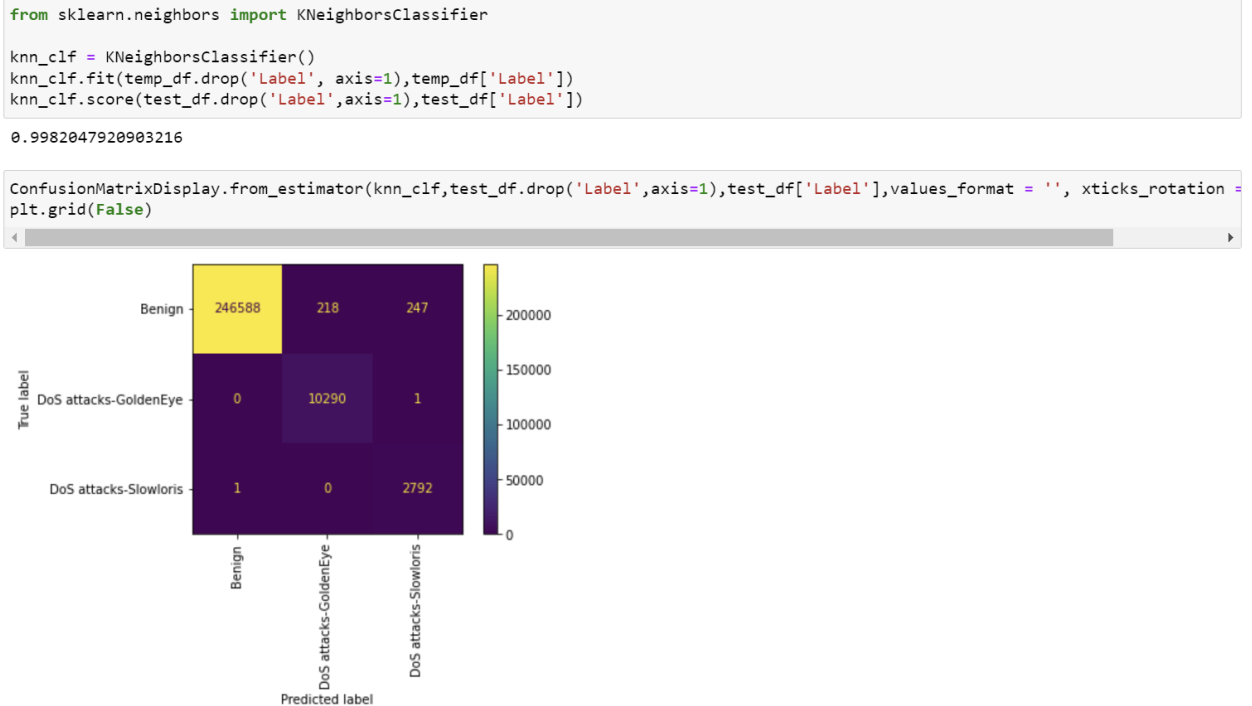 from sklearn.neighbors import KNeighborsClassifier
knn_clf = KNeighborsClassifier()
knn_clf.fit(temp_df.drop('Label', axis=1),temp_df['Label'])
knn_clf.score(test_df.drop('Label',axis=1),test_df['Label'])
0.9982047920903216
ConfusionMatrixDisplay.from_estimator(knn_clf,test_df.drop('Label',axis=1),test_df['Label'],values_format = '', xticks_rotation =
plt.grid(False)
Benign 246588 218 247
200000
150000
True label
DoS attacks-GoldenEye 0 10290 1
100000
DoS attacks-Slowloris 1 0 2792
50000
0
Benign
DoS attacks-GoldenEye
DoS attacks-Slowloris
Predicted label